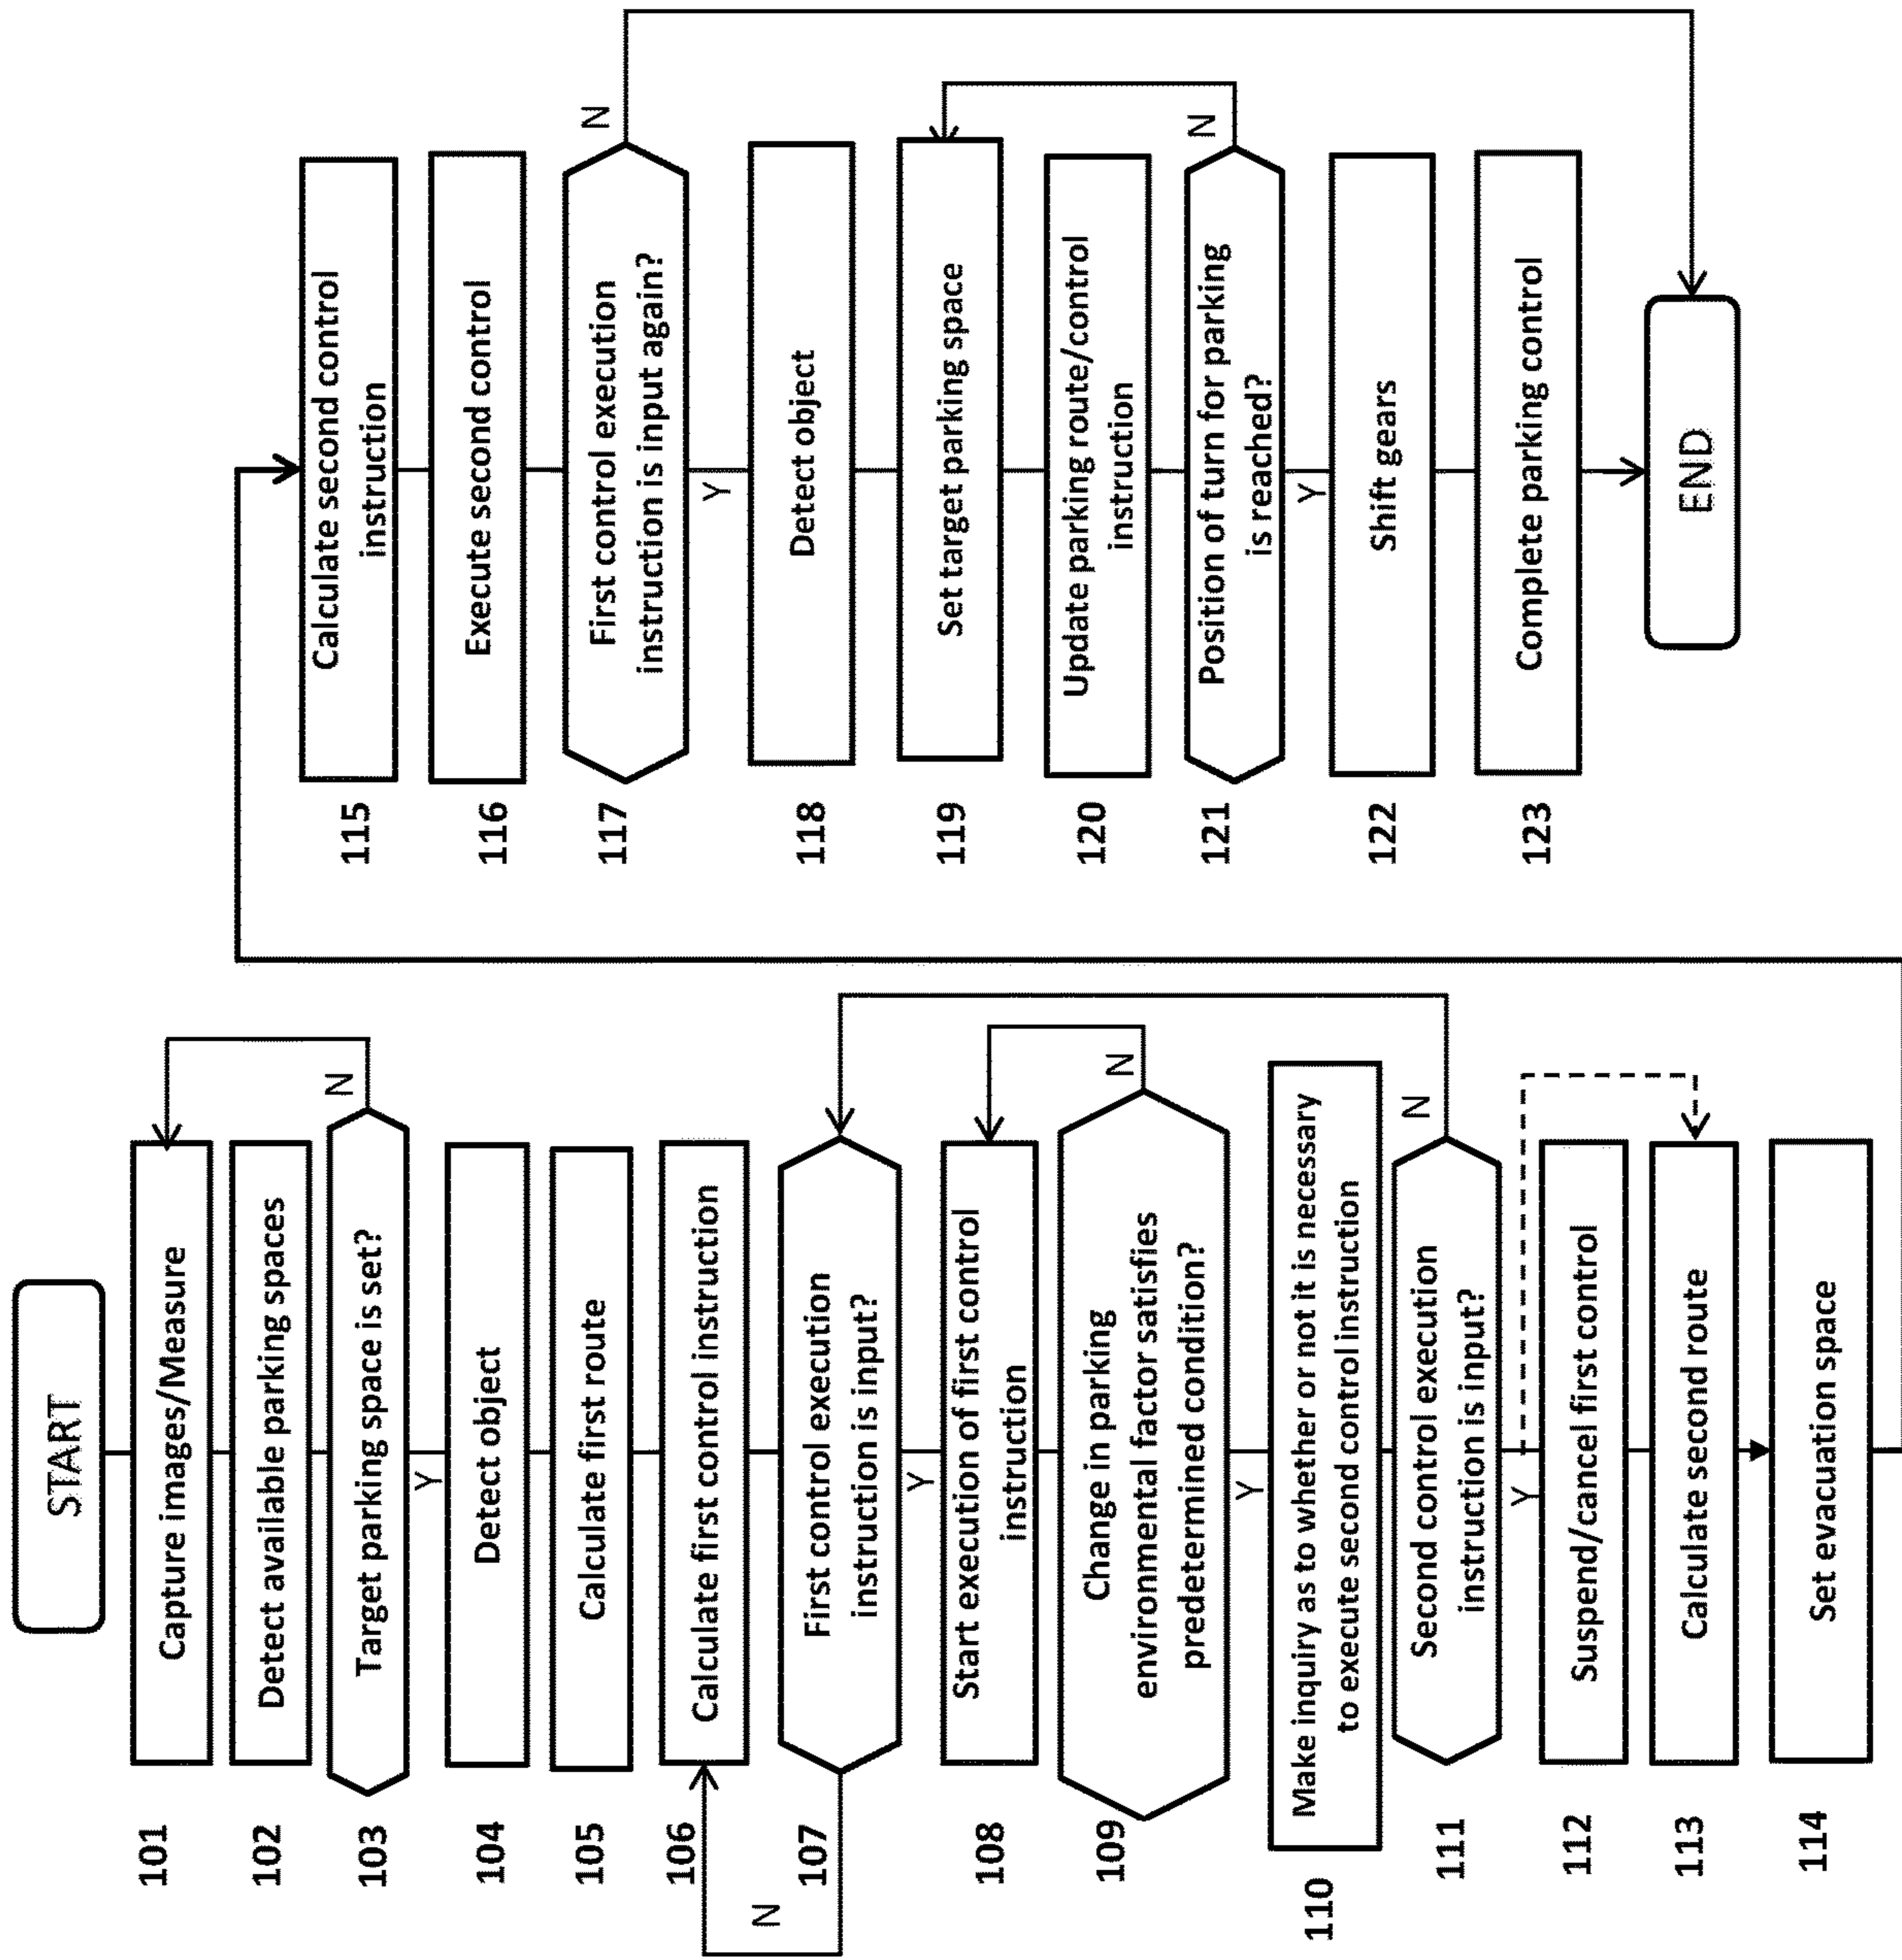 START
101
Capture images/Measure
102
Detect available parking spaces
103
Target parking space is set?
N
Y
104
Detect object
105
Calculate first route
106
Calculate first control instruction
107
First control execution
instruction is input?
N
Y
108
Start execution of first control
instruction
109
Change in parking
environmental factor satisfies
predetermined condition?
N
Y
110
Make inquiry as to whether or not it is necessary
to execute second control instruction
111
Second control execution
instruction is input?
N
Y
112
Suspend/cancel first control
113
Calculate second route
114
Set evacuation space
115
Calculate second control
instruction
116
Execute second control
117
First control execution
instruction is input again?
N
Y
118
Detect object
119
Set target parking space
120
Update parking route/control
instruction
121
Position of turn for parking
is reached?
N
Y
122
Shift gears
123
Complete parking control
END